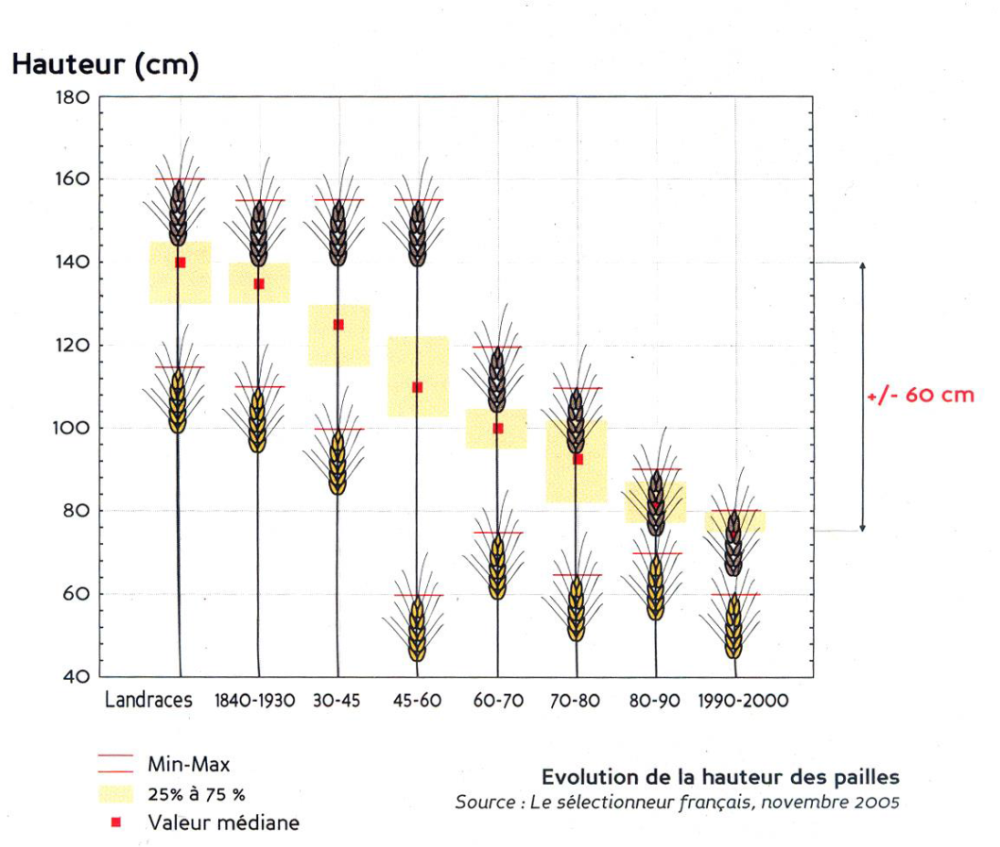 Hauteur (cm)
180
160
140
120
100
80
60
40
+/- 60 cm
Landraces 1840-1930 30-45 45-60 60-70 70-80 80-90 1990-2000
Min-Max
25% à 75 %
Valeur médiane
Evolution de la hauteur des pailles
Source : Le sélectionneur français, novembre 2005